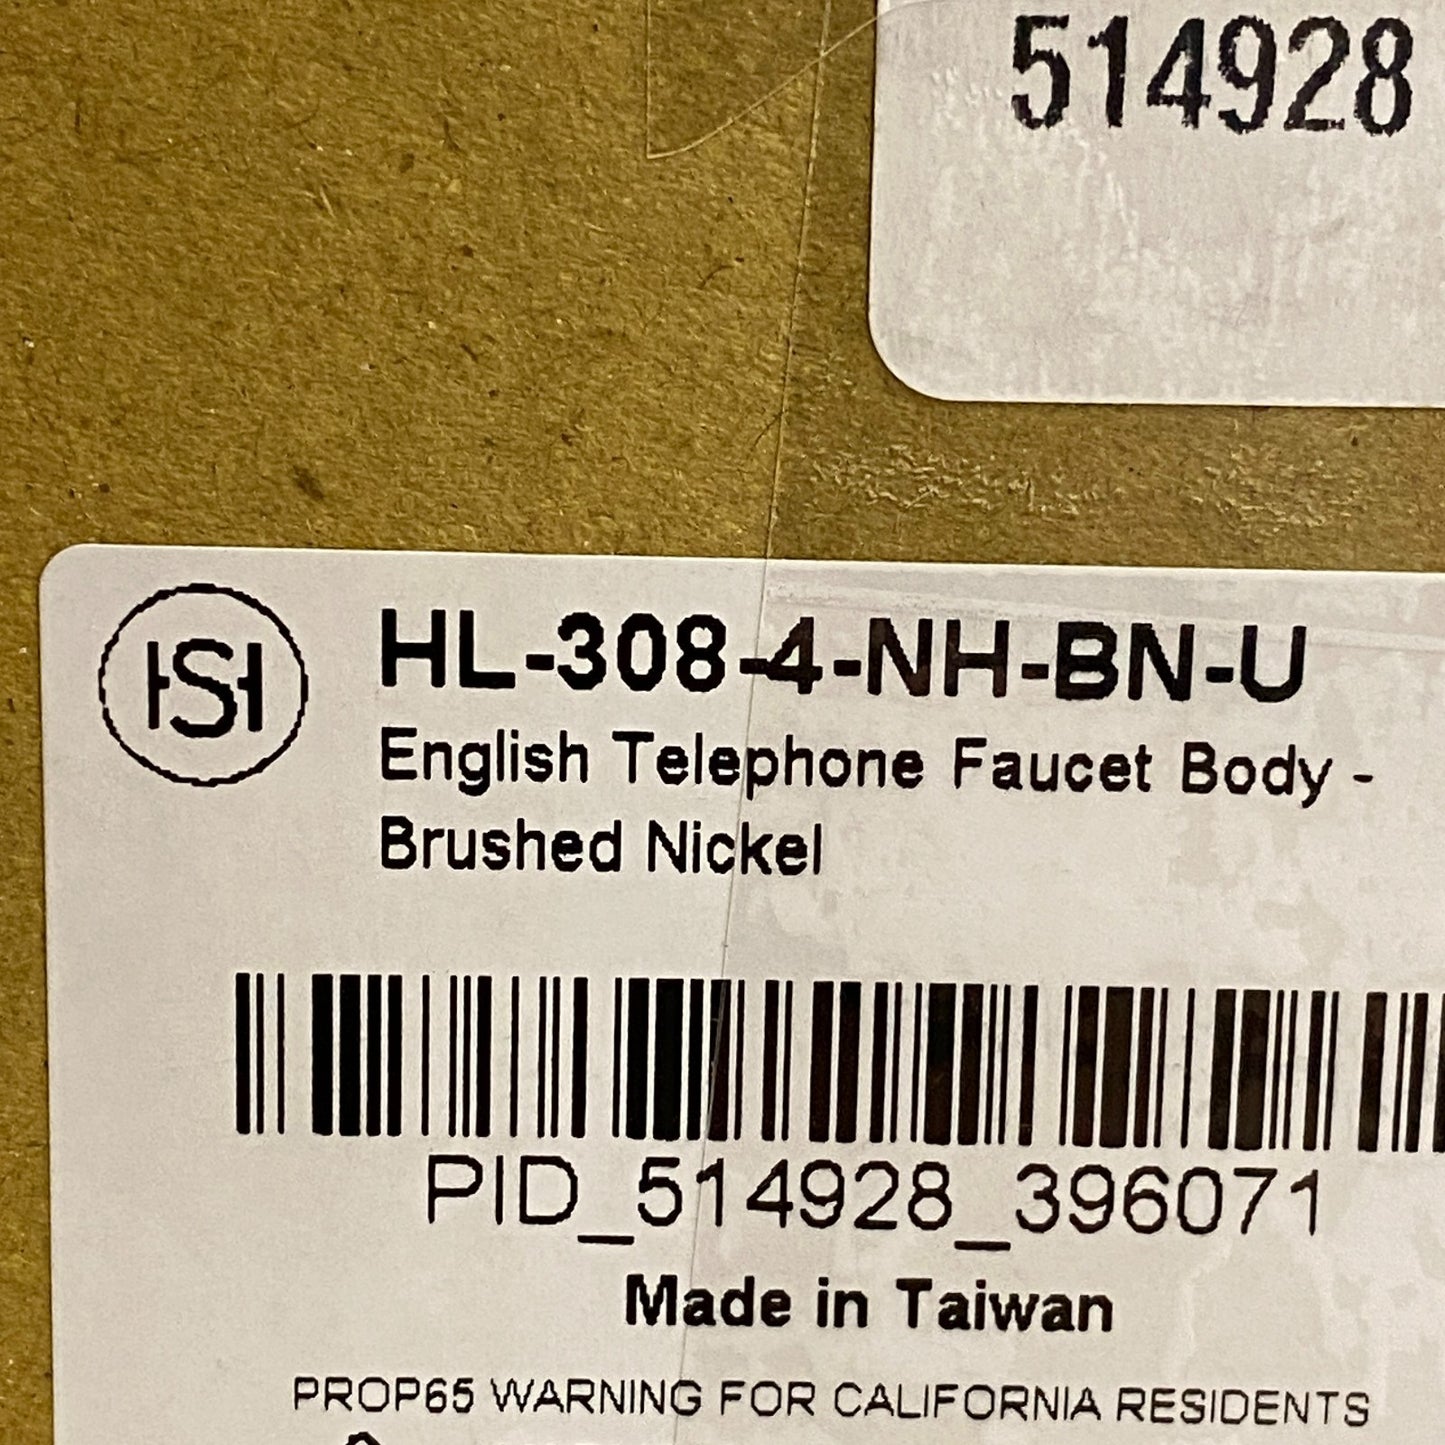 514928
HSH
HL-308-4-NH-BN-U
English Telephone Faucet Body -
Brushed Nickel
PID_514928_396071
Made in Taiwan
PROP65 WARNING FOR CALIFORNIA RESIDENTS